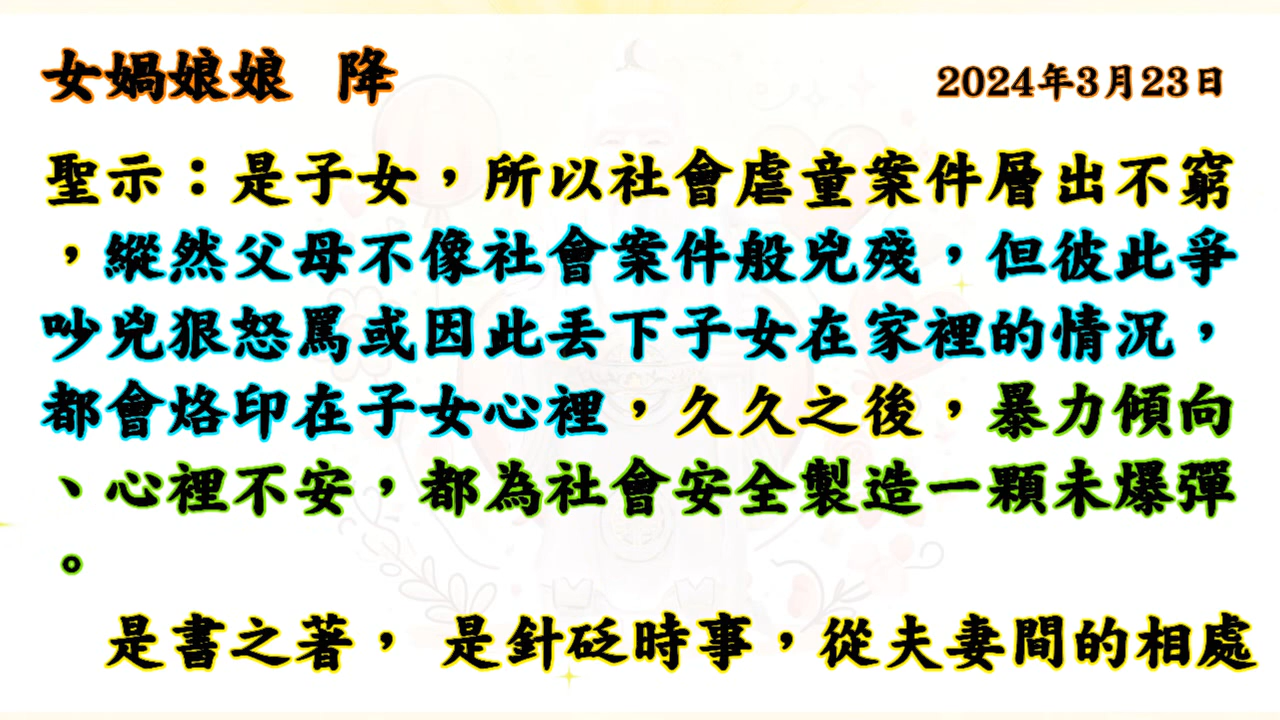 女媧娘娘 降
2024年3月23日
聖示：是子女，所以社會虐童案件層出不窮
，縱然父母不像社會案件般兇殘，但彼此爭
吵兇狠怒罵或因此丟下子女在家裡的情況，
都會烙印在子女心裡，久久之後，暴力傾向
、心裡不安，都為社會安全製造一顆未爆彈
。
是書之著， 是針砭時事，從夫妻間的相處